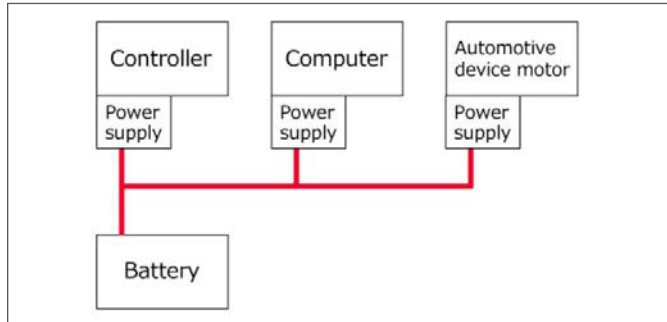 Controller
Computer
Automotive
device motor
Power
supply
Power
supply
Power
supply
Battery